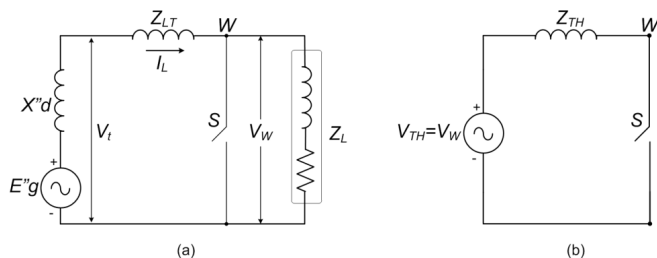 Z_LT
W
I_L
X"d
V_t
S
V_W
Z_L
+
E"g
-
(a)
Z_TH
W
+
V_TH=V_W
-
S
(b)